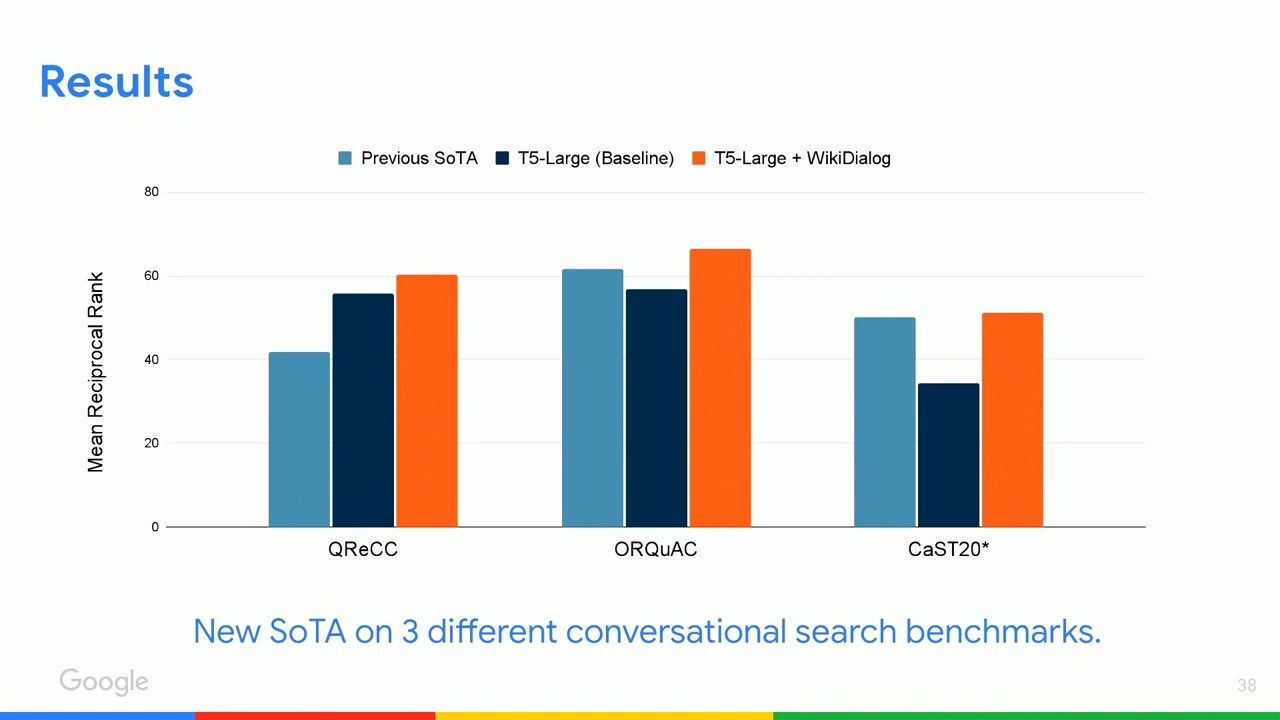 Results
Previous SoTA T5-Large (Baseline) T5-Large + WikiDialog
80
60
40
20
0
Mean Reciprocal Rank
QReCC ORQuAC CaST20*
New SoTA on 3 different conversational search benchmarks.
Google
38